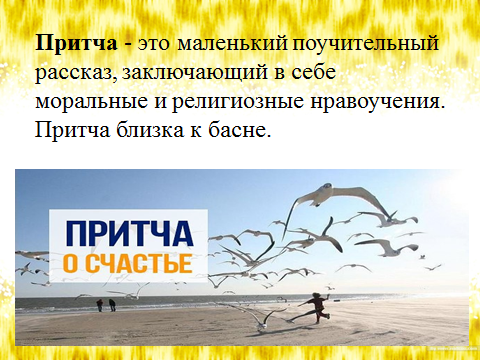 Притча - это маленький поучительный
рассказ, заключающий в себе
моральные и религиозные нравоучения.
Притча близка к басне.
ПРИТЧА
О СЧАСТЬЕ